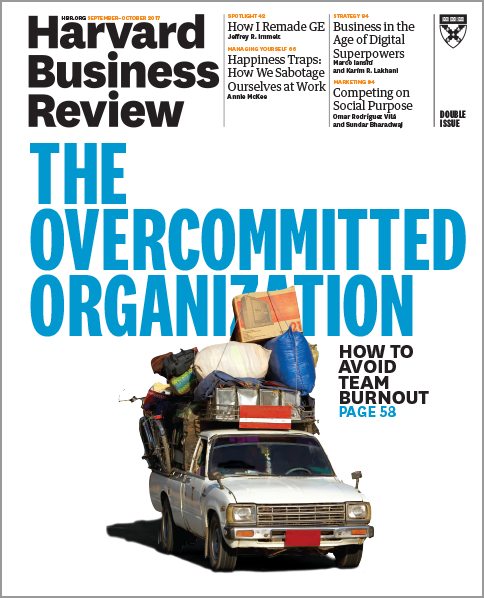 HBR.ORG SEPTEMBER–OCTOBER 2017
Harvard
Business
Review
SPOTLIGHT 42
How I Remade GE
Jeffrey R. Immelt
MANAGING YOURSELF 66
Happiness Traps:
How We Sabotage
Ourselves at Work
Annie McKee
STRATEGY 84
Business in the
Age of Digital
Superpowers
Marco Iansiti
and Karim R. Lakhani
MARKETING 94
Competing on
Social Purpose
Omar Rodríguez Vilá
and Sundar Bharadwaj
DOUBLE
ISSUE
THE
OVERCOMMITTED
ORGANIZATION
HOW TO
AVOID
TEAM
BURNOUT
PAGE 58